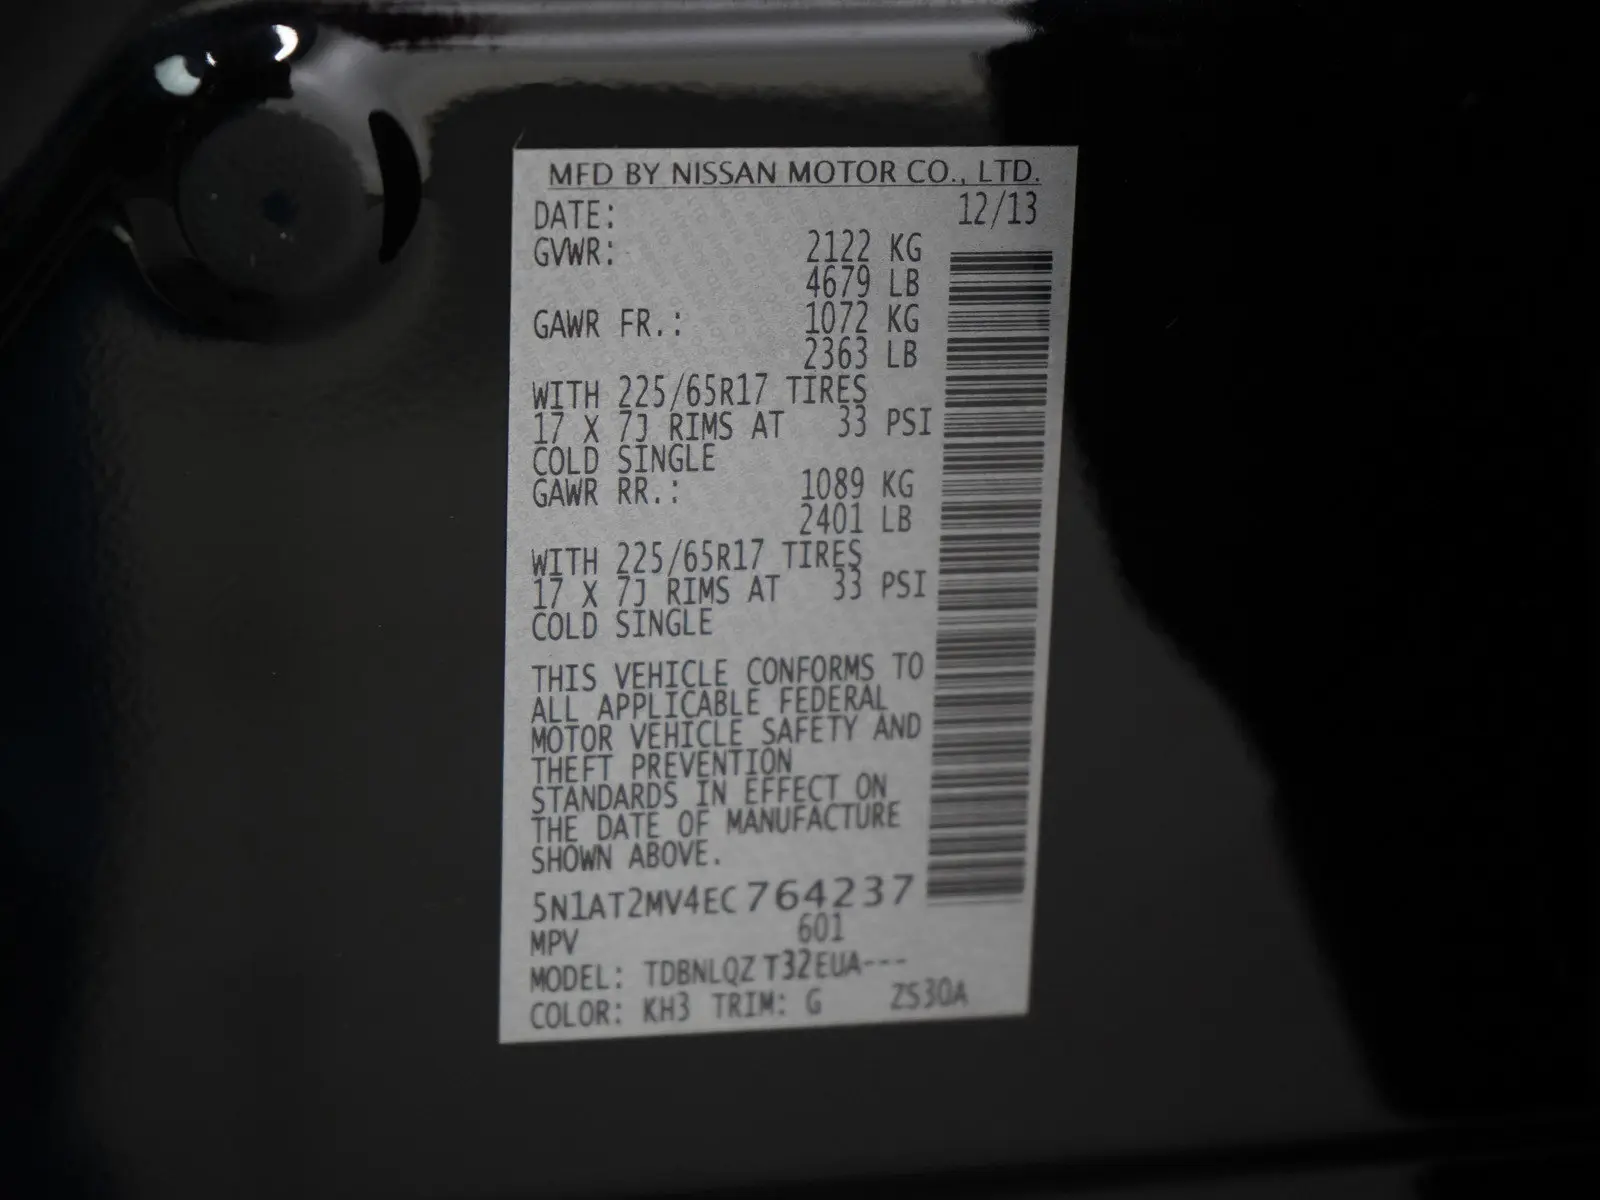 MFD BY NISSAN MOTOR CO., LTD.
DATE: 12/13
GVWR: 2122 KG
4679 LB
GAWR FR.: 1072 KG
2363 LB
WITH 225/65R17 TIRES
17 X 7J RIMS AT 33 PSI
COLD SINGLE
GAWR RR.: 1089 KG
2401 LB
WITH 225/65R17 TIRES
17 X 7J RIMS AT 33 PSI
COLD SINGLE
THIS VEHICLE CONFORMS TO
ALL APPLICABLE FEDERAL
MOTOR VEHICLE SAFETY AND
THEFT PREVENTION
STANDARDS IN EFFECT ON
THE DATE OF MANUFACTURE
SHOWN ABOVE.
5N1AT2MV4EC764237
MPV 601
MODEL: TDBNLQZ T32EUA---
COLOR: KH3 TRIM: G ZS30A